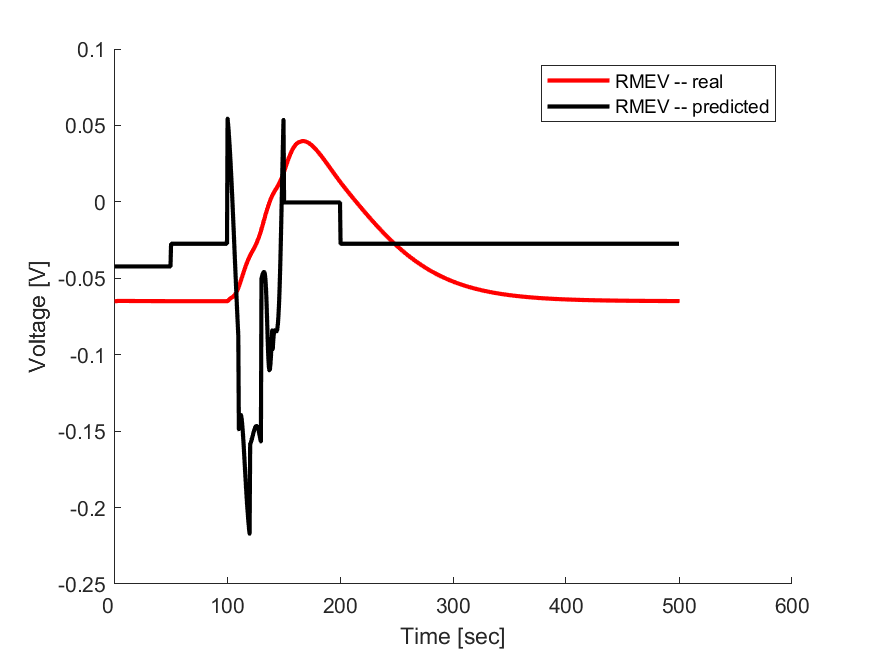 0.1
0.05
0
-0.05
-0.1
-0.15
-0.2
-0.25
Voltage [V]
RMEV -- real
RMEV -- predicted
0 100 200 300 400 500 600
Time [sec]